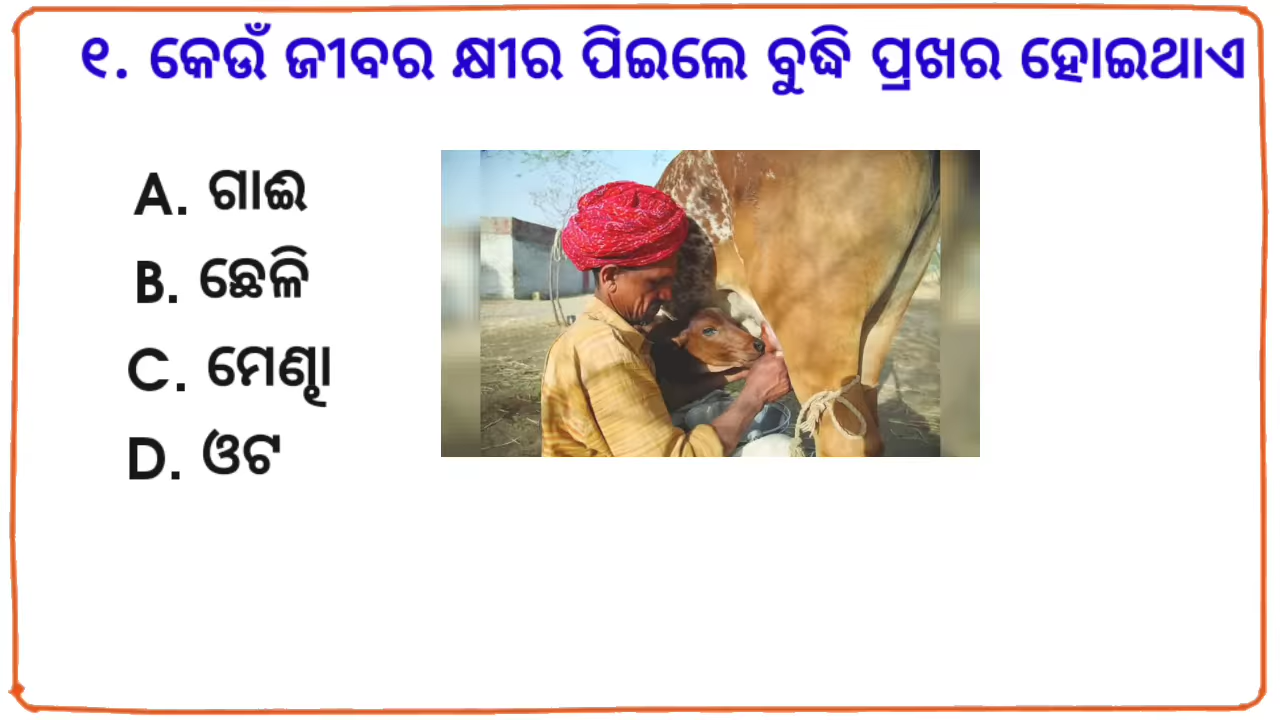 ୧. କେଉଁ ଜୀବର କ୍ଷୀର ପିଇଲେ ବୁଦ୍ଧି ପ୍ରଖର ହୋଇଥାଏ
A. ଗାଈ
B. ଛେଳି
C. ମେଣ୍ଢା
D. ଓଟ